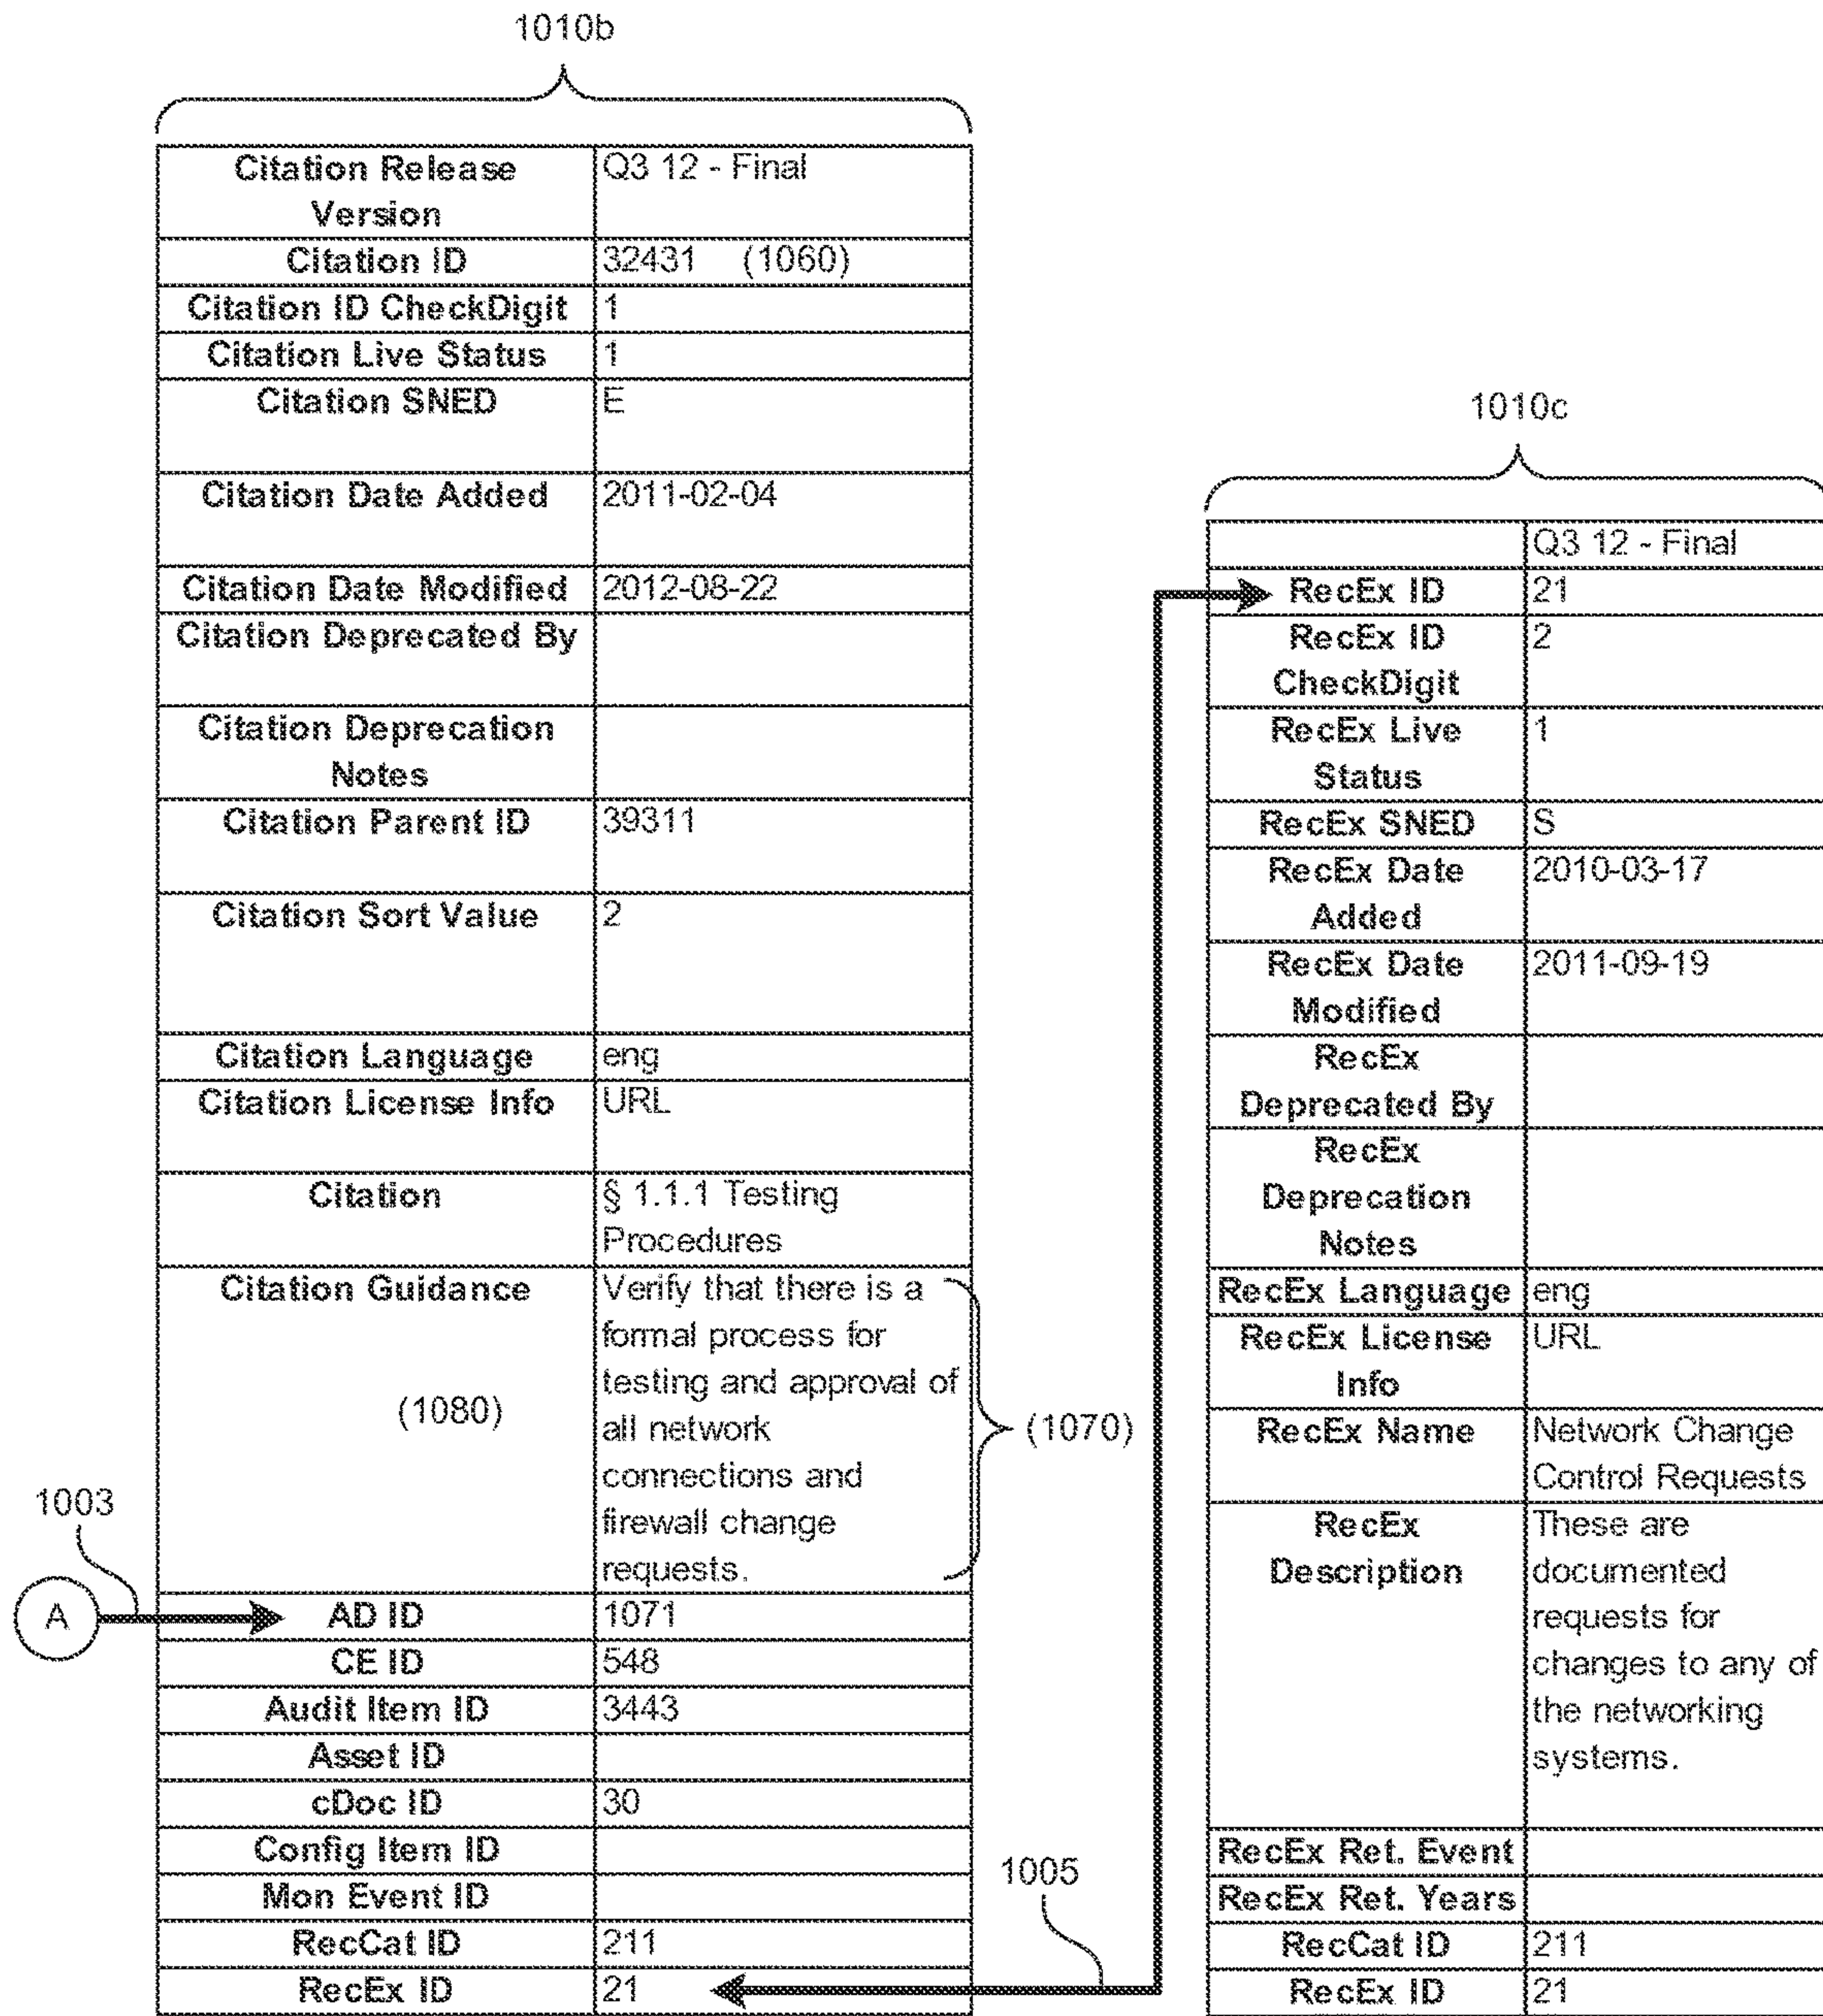 1010b
Citation Release Q3 12 - Final
Version
Citation ID 32431 (1060)
Citation ID CheckDigit 1
Citation Live Status 1
Citation SNED E
Citation Date Added 2011-02-04
Citation Date Modified 2012-08-22
Citation Deprecated By
Citation Deprecation
Notes
Citation Parent ID 39311
Citation Sort Value 2
Citation Language eng
Citation License Info URL
Citation § 1.1.1 Testing
Procedures
Citation Guidance Verify that there is a
formal process for
testing and approval of
(1080) all network (1070)
connections and
firewall change
requests.
1003
A
AD ID 1071
CE ID 548
Audit Item ID 3443
Asset ID
cDoc ID 30
Config Item ID
Mon Event ID
RecCat ID 211
RecEx ID 21
1005
1010c
Q3 12 - Final
RecEx ID 21
RecEx ID 2
CheckDigit
RecEx Live 1
Status
RecEx SNED S
RecEx Date 2010-03-17
Added
RecEx Date 2011-09-19
Modified
RecEx
Deprecated By
RecEx
Deprecation
Notes
RecEx Language eng
RecEx License URL
Info
RecEx Name Network Change
Control Requests
RecEx These are
Description documented
requests for
changes to any of
the networking
systems.
RecEx Ret. Event
RecEx Ret. Years
RecCat ID 211
RecEx ID 21